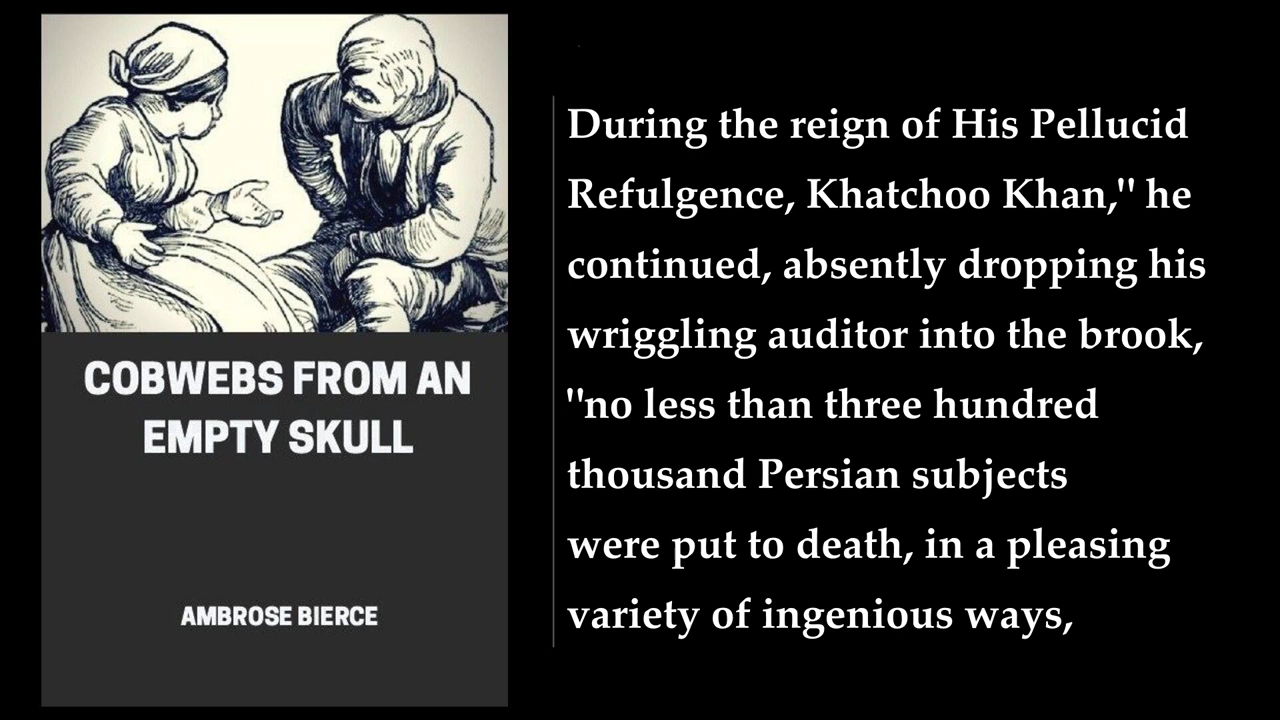 COBWEBS FROM AN
EMPTY SKULL
AMBROSE BIERCE
During the reign of His Pellucid
Refulgence, Khatchoo Khan," he
continued, absently dropping his
wriggling auditor into the brook,
"no less than three hundred
thousand Persian subjects
were put to death, in a pleasing
variety of ingenious ways,